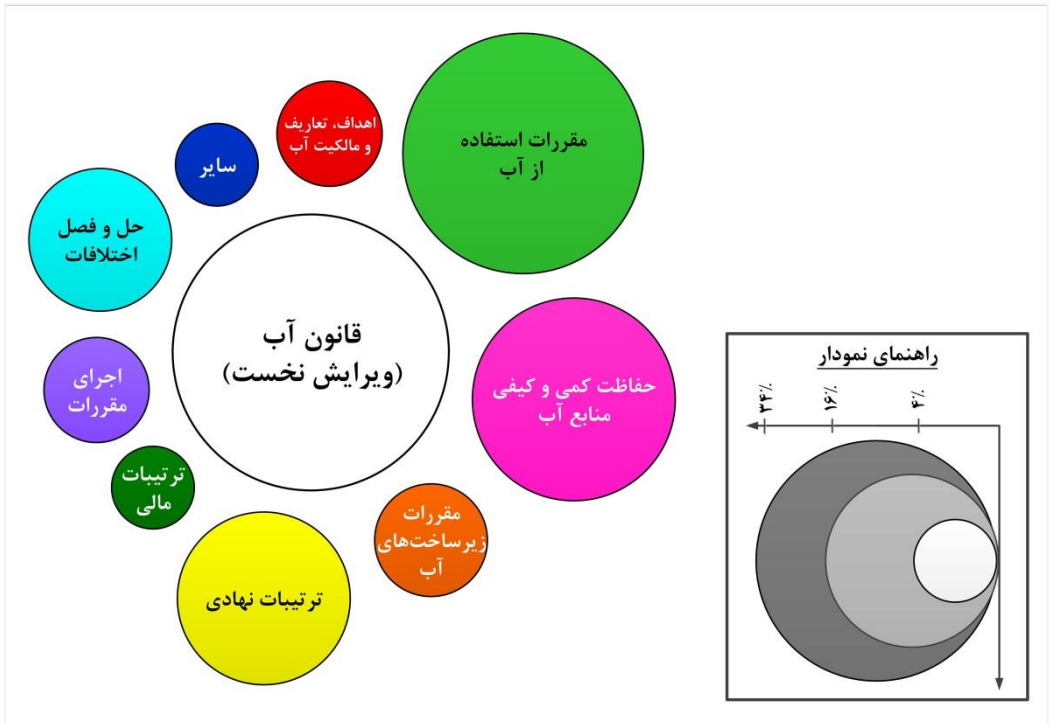 اهداف، تعاریف
و مالکیت آب
مقررات استفاده
از آب
سایر
حل و فصل
اختلافات
قانون آب
(ویرایش نخست)
حفاظت کمی و کیفی
منابع آب
اجرای
مقررات
ترتیبات
مالی
مقررات
زیرساخت‌های
آب
ترتیبات نهادی
راهنمای نمودار
۴٪
۱۶٪
۳۴٪